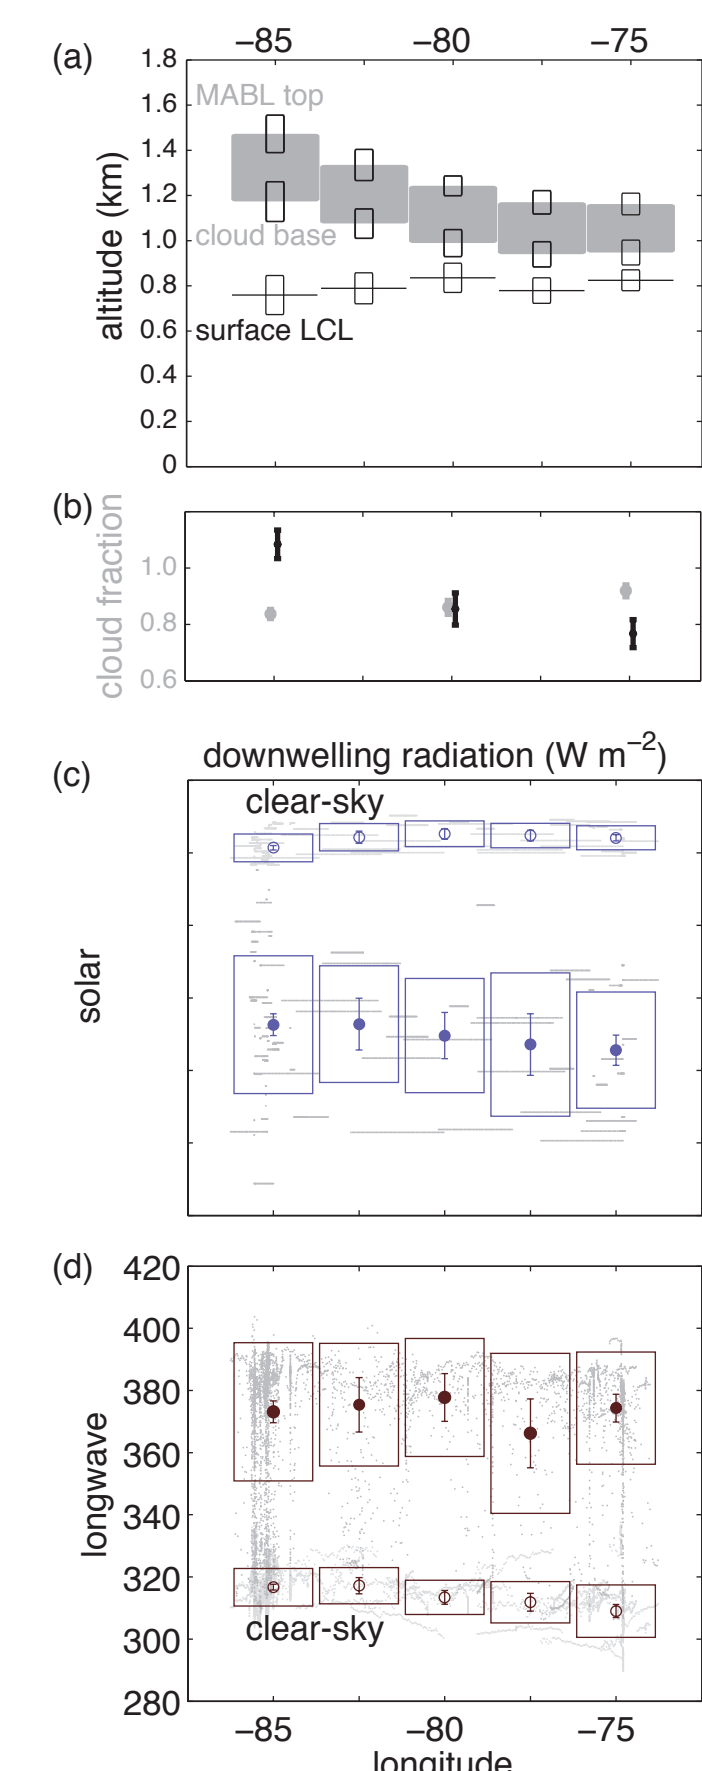 −85 −80 −75
(a)
1.8
MABL top
1.6
1.4
1.2
cloud base
1.0
0.8
surface LCL
0.6
0.4
0.2
0
altitude (km)
(b)
1.0
0.8
0.6
cloud fraction
downwelling radiation (W m−2)
(c)
clear-sky
solar
(d)
420
400
380
360
340
320
300
280
longwave
clear-sky
−85 −80 −75
longitude